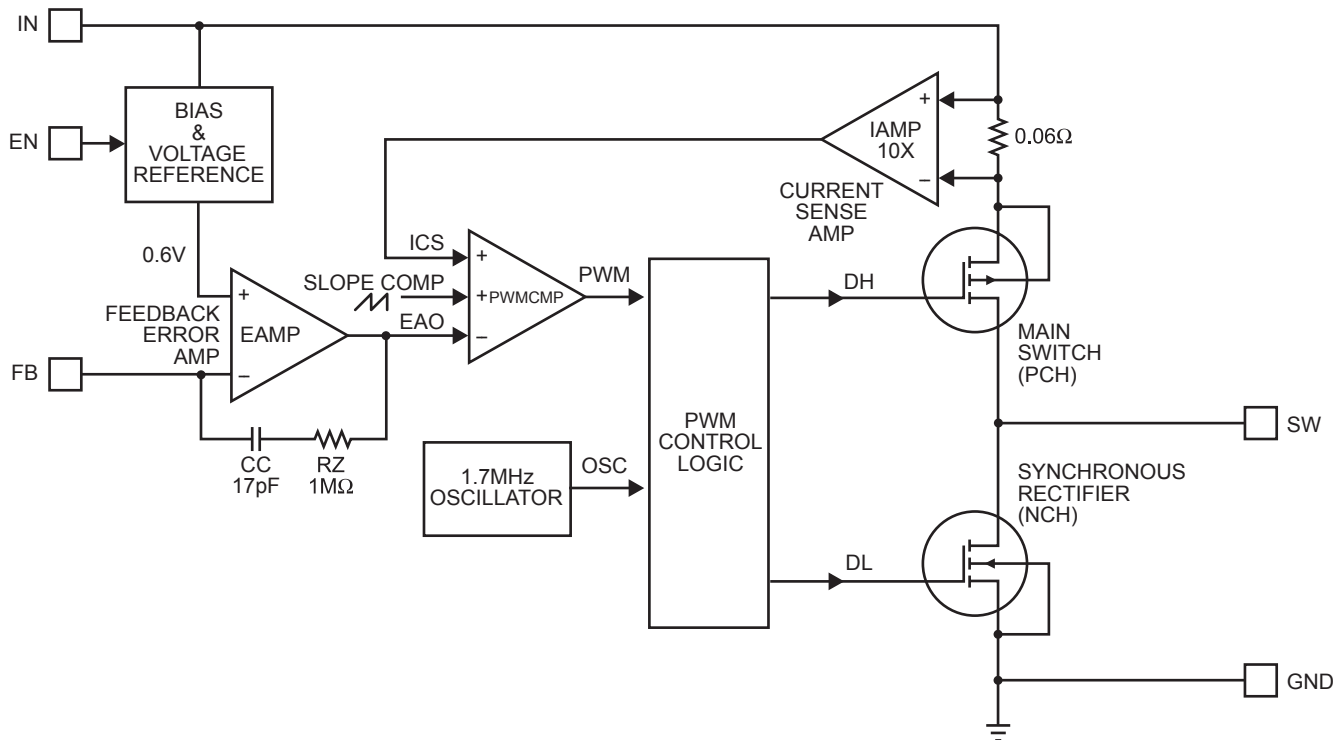 IN
BIAS
&
VOLTAGE
REFERENCE
EN
+
IAMP
10X
–
0.06Ω
CURRENT
SENSE
AMP
0.6V
ICS
+
SLOPE COMP
+
PWMCMP
EAO
–
PWM
FEEDBACK
ERROR
AMP
+
EAMP
–
FB
CC
17pF
RZ
1MΩ
1.7MHz
OSCILLATOR
OSC
PWM
CONTROL
LOGIC
DH
MAIN
SWITCH
(PCH)
SW
SYNCHRONOUS
RECTIFIER
(NCH)
DL
GND